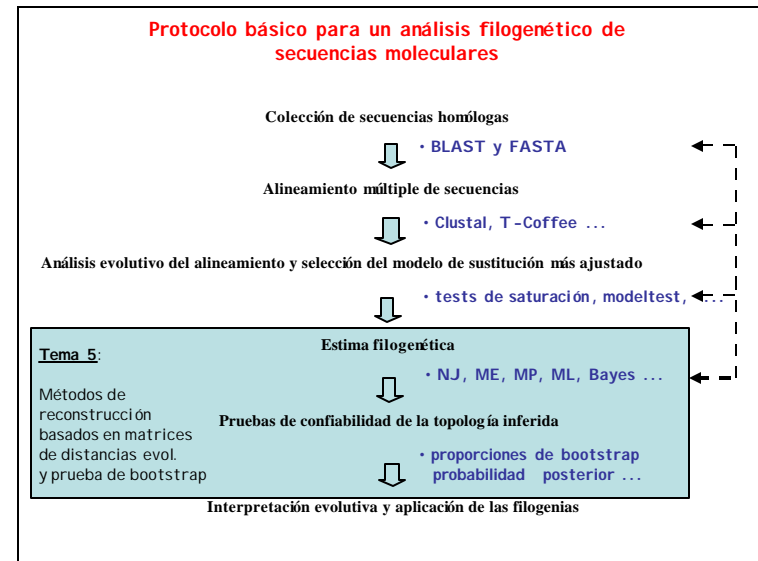 Protocolo básico para un análisis filogenético de
secuencias moleculares
Colección de secuencias homólogas
• BLAST y FASTA
Alineamiento múltiple de secuencias
• Clustal, T-Coffee ...
Análisis evolutivo del alineamiento y selección del modelo de sustitución más ajustado
• tests de saturación, modeltest, ...
Estima filogenética
Tema 5:
• NJ, ME, MP, ML, Bayes ...
Métodos de
reconstrucción
basados en matrices
de distancias evol.
y prueba de bootstrap
Pruebas de confiabilidad de la topología inferida
• proporciones de bootstrap
probabilidad posterior ...
Interpretación evolutiva y aplicación de las filogenias